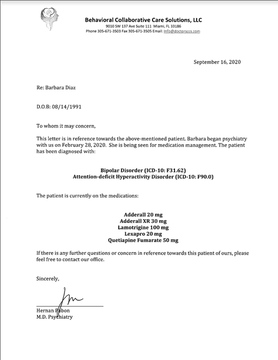 Behavioral Collaborative Care Solutions, LLC
9050 SW 137 Ave Suite 111 Miami, Fl. 33186
Phone 305-671-3503 Fax 305-671-3505 Email:
September 16, 2020
Re: Barbara Diaz
D.O.B: 08/14/1991
To whom it may concern,
This letter is in reference towards the above-mentioned patient. Barbara began psychiatry
with us on February 28, 2020. She is being seen for medication management. The patient
has been diagnosed with:
Bipolar Disorder (ICD-10: F31.62)
Attention-deficit Hyperactivity Disorder (ICD-10: F90.0)
The patient is currently on the medications:
Adderall 20 mg
Adderall XR 30 mg
Lamotrigine 100 mg
Lexapro 20 mg
Quetiapine Fumarate 50 mg
If there is any further questions or concern in reference towards this patient of ours, please
feel free to contact our office.
Sincerely,
Hernan Pabon
M.D. Psychiatry